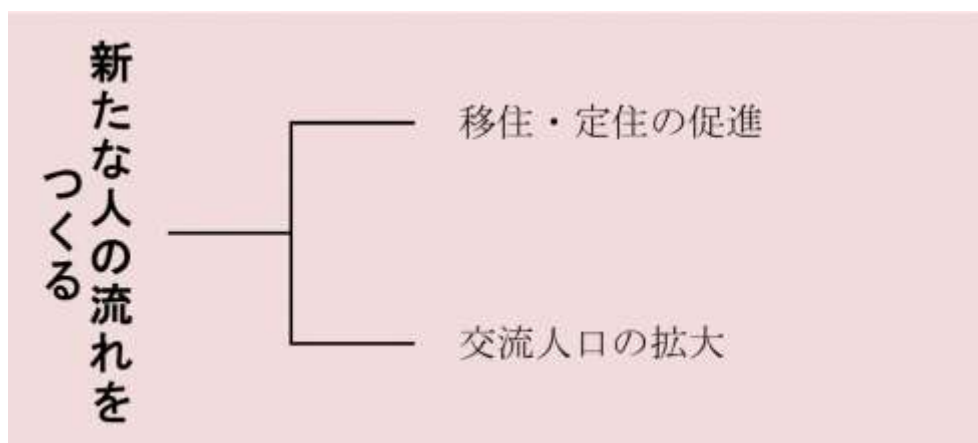 新たな人の流れを
つくる
移住・定住の促進
交流人口の拡大